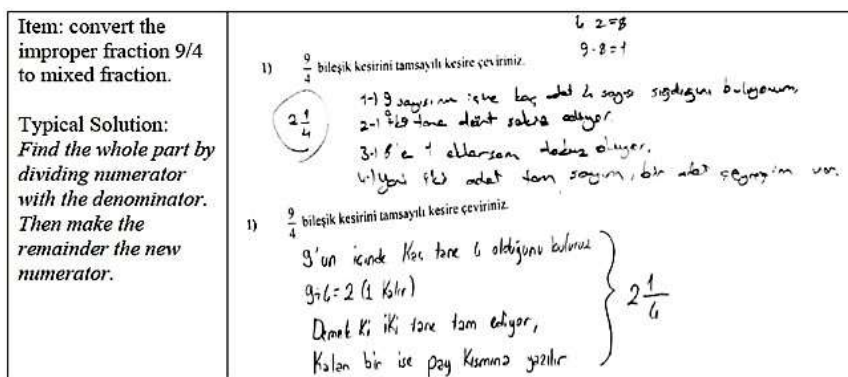 Item: convert the
improper fraction 9/4
to mixed fraction.
Typical Solution:
Find the whole part by
dividing numerator
with the denominator.
Then make the
remainder the new
numerator.
4 2=8
9-8=1
1) 9/4 bileşik kesirini tamsayılı kesire çeviriniz.
2 1/4
1-) 9 sayısının içine kaç adet 4 sayısı sığdığını buluyorum,
2-) iki tane dört sekiz ediyor.
3-) 8'e 1 eklersem dokuz oluyor,
4-) Yani iki adet tam sayım, bir adet çeyreğim var.
1) 9/4 bileşik kesirini tamsayılı kesire çeviriniz.
9'un içinde Kaç tane 4 olduğunu buluruz
9÷4=2 (1 Kalır)
Demek Ki iki tane tam ediyor,
Kalan bir ise pay Kısmına yazılır
2 1/4